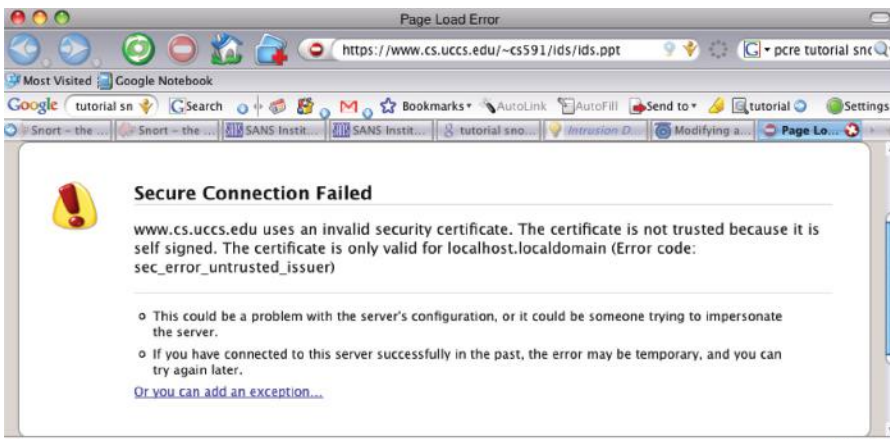 Page Load Error
https://www.cs.uccs.edu/~cs591/ids/ids.ppt
G pcre tutorial sno
Most Visited Google Notebook
Google tutorial sn Search Bookmarks AutoLink AutoFill Send to tutorial Settings
Snort – the ... Snort – the ... SANS Instit... SANS Instit... tutorial sno... Intrusion D... Modifying a... Page Lo...
Secure Connection Failed
www.cs.uccs.edu uses an invalid security certificate. The certificate is not trusted because it is
self signed. The certificate is only valid for localhost.localdomain (Error code:
sec_error_untrusted_issuer)
This could be a problem with the server's configuration, or it could be someone trying to impersonate
the server.
If you have connected to this server successfully in the past, the error may be temporary, and you can
try again later.
Or you can add an exception...